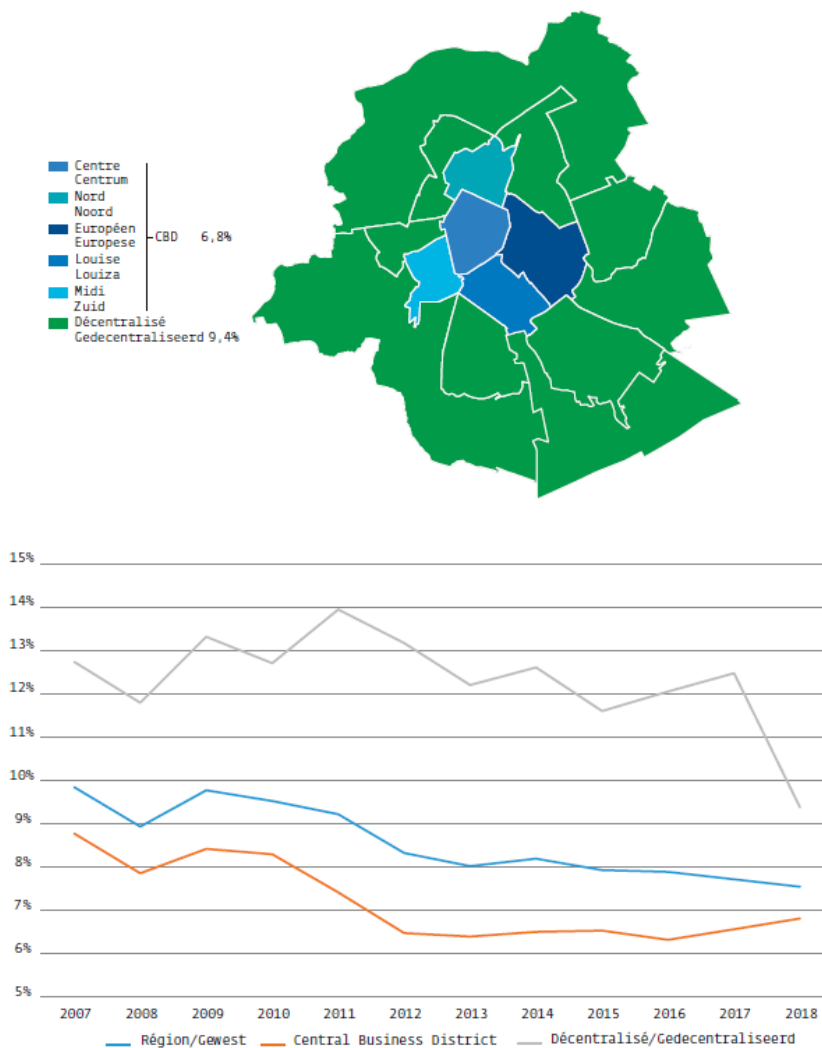 Centre
Centrum
Nord
Noord
Européen
Europese
CBD 6,8%
Louise
Louiza
Midi
Zuid
Décentralisé
Gedecentraliseerd 9,4%
15%
14%
13%
12%
11%
10%
9%
8%
7%
6%
5%
2007 2008 2009 2010 2011 2012 2013 2014 2015 2016 2017 2018
Région/Gewest Central Business District Décentralisé/Gedecentraliseerd